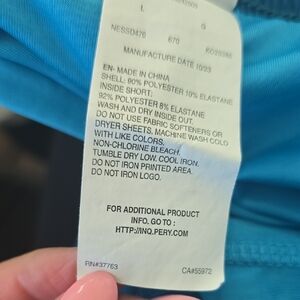 L G
NESSD476 670
MANUFACTURE DATE 10/23
EN- MADE IN CHINA
SHELL: 90% POLYESTER 10% ELASTANE
INSIDE SHORT:
92% POLYESTER 8% ELASTANE
WASH AND DRY INSIDE OUT.
DO NOT USE FABRIC SOFTENERS OR
DRYER SHEETS. MACHINE WASH COLD
WITH LIKE COLORS.
NON-CHLORINE BLEACH
TUMBLE DRY LOW. COOL IRON.
DO NOT IRON PRINTED AREA.
DO NOT IRON LOGO.
FOR ADDITIONAL PRODUCT
INFO. GO TO :
HTTP://INQ.PERY.COM
RN#37763 CA#55972